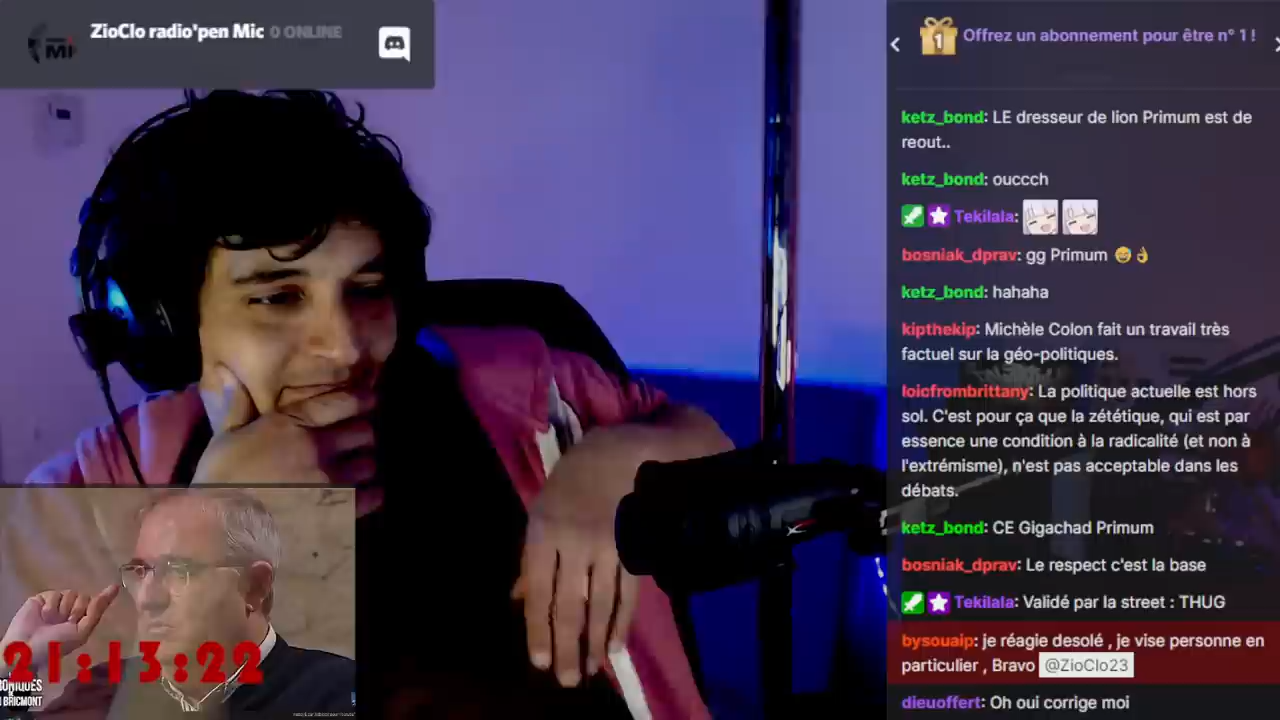 ZioClo radio'pen Mic 0 ONLINE
MI
1
Offrez un abonnement pour être n° 1 !
ketz_bond: LE dresseur de lion Primum est de
reout..
ketz_bond: ouccch
Tekilala:
bosniak_dprav: gg Primum 😅👌
ketz_bond: hahaha
kipthekip: Michèle Colon fait un travail très
factuel sur la géo-politiques.
loicfrombrittany: La politique actuelle est hors
sol. C'est pour ça que la zététique, qui est par
essence une condition à la radicalité (et non à
l'extrémisme), n'est pas acceptable dans les
débats.
ketz_bond: CE Gigachad Primum
bosniak_dprav: Le respect c'est la base
Tekilala: Validé par la street : THUG
bysouaip: je réagie desolé , je vise personne en
particulier , Bravo @ZioClo23
dieuoffert: Oh oui corrige moi
21:13:22
BRICMONT